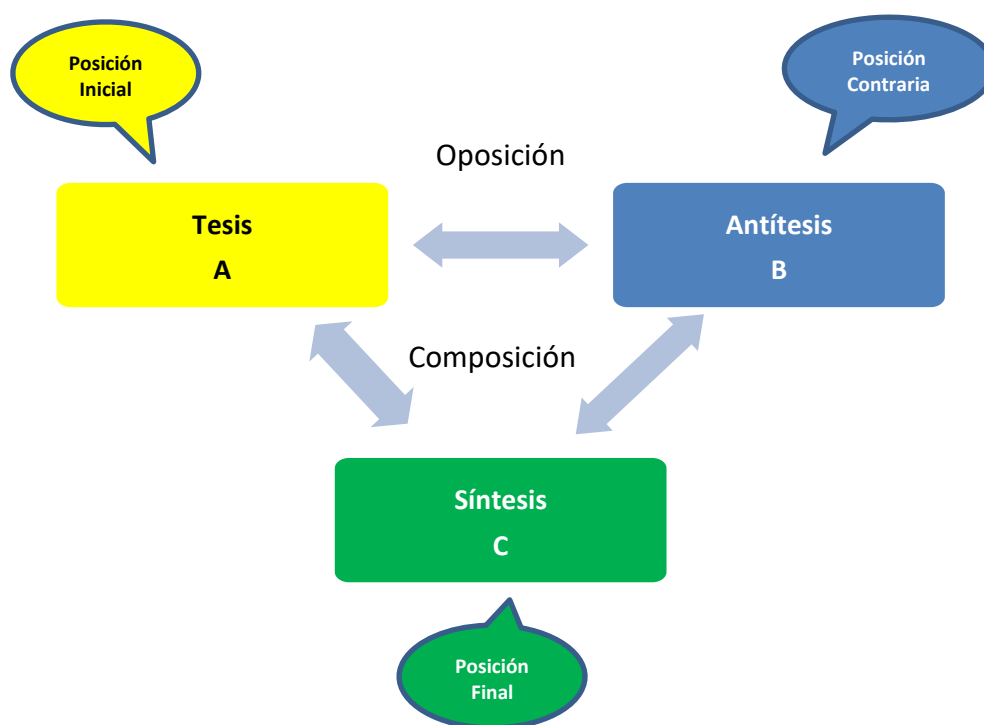 Posición
Inicial
Posición
Contraria
Oposición
Tesis
A
Antítesis
B
Composición
Síntesis
C
Posición
Final